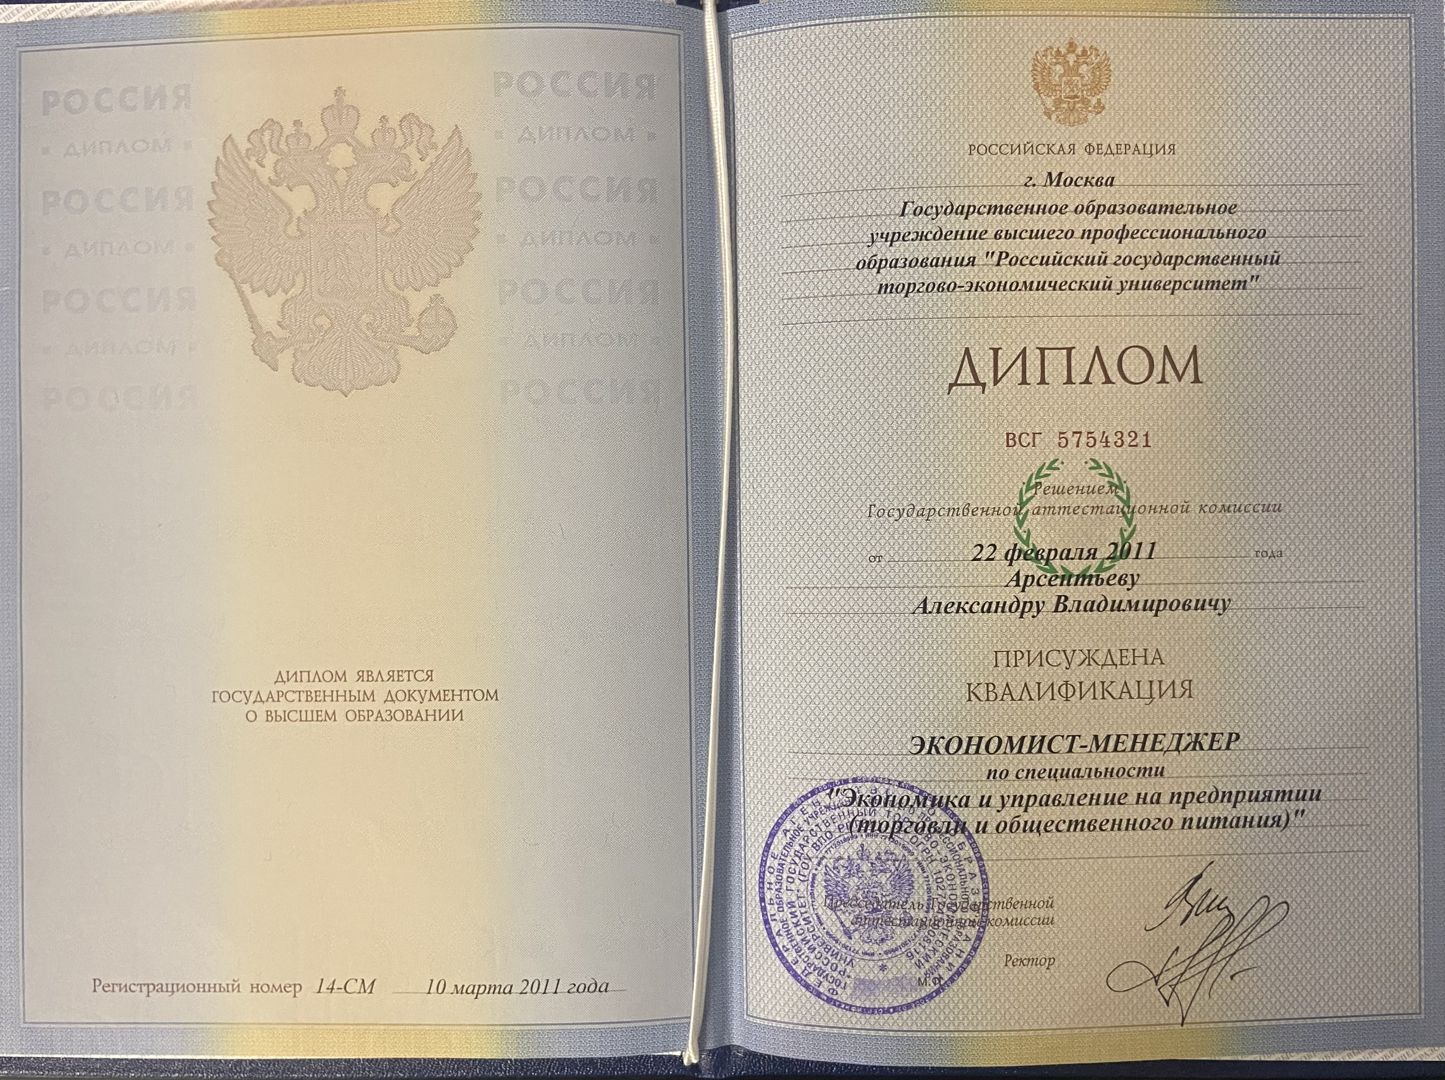 РОССИЯ РОССИЯ
ДИПЛОМ ДИПЛОМ
РОССИЯ РОССИЯ
ДИПЛОМ ДИПЛОМ
РОССИЯ РОССИЯ
ДИПЛОМ ДИПЛОМ
РОССИЯ РОССИЯ
ДИПЛОМ ЯВЛЯЕТСЯ
ГОСУДАРСТВЕННЫМ ДОКУМЕНТОМ
О ВЫСШЕМ ОБРАЗОВАНИИ
Регистрационный номер 14-СМ 10 марта 2011 года
РОССИЙСКАЯ ФЕДЕРАЦИЯ
г. Москва
Государственное образовательное
учреждение высшего профессионального
образования "Российский государственный
торгово-экономический университет"
ДИПЛОМ
ВСГ 5754321
Решением
Государственной аттестационной комиссии
от 22 февраля 2011 года
Арсентьеву
Александру Владимировичу
ПРИСУЖДЕНА
КВАЛИФИКАЦИЯ
ЭКОНОМИСТ-МЕНЕДЖЕР
по специальности
"Экономика и управление на предприятии
(торговли и общественного питания)"
Председатель Государственной
аттестационной комиссии
Ректор
М.П.